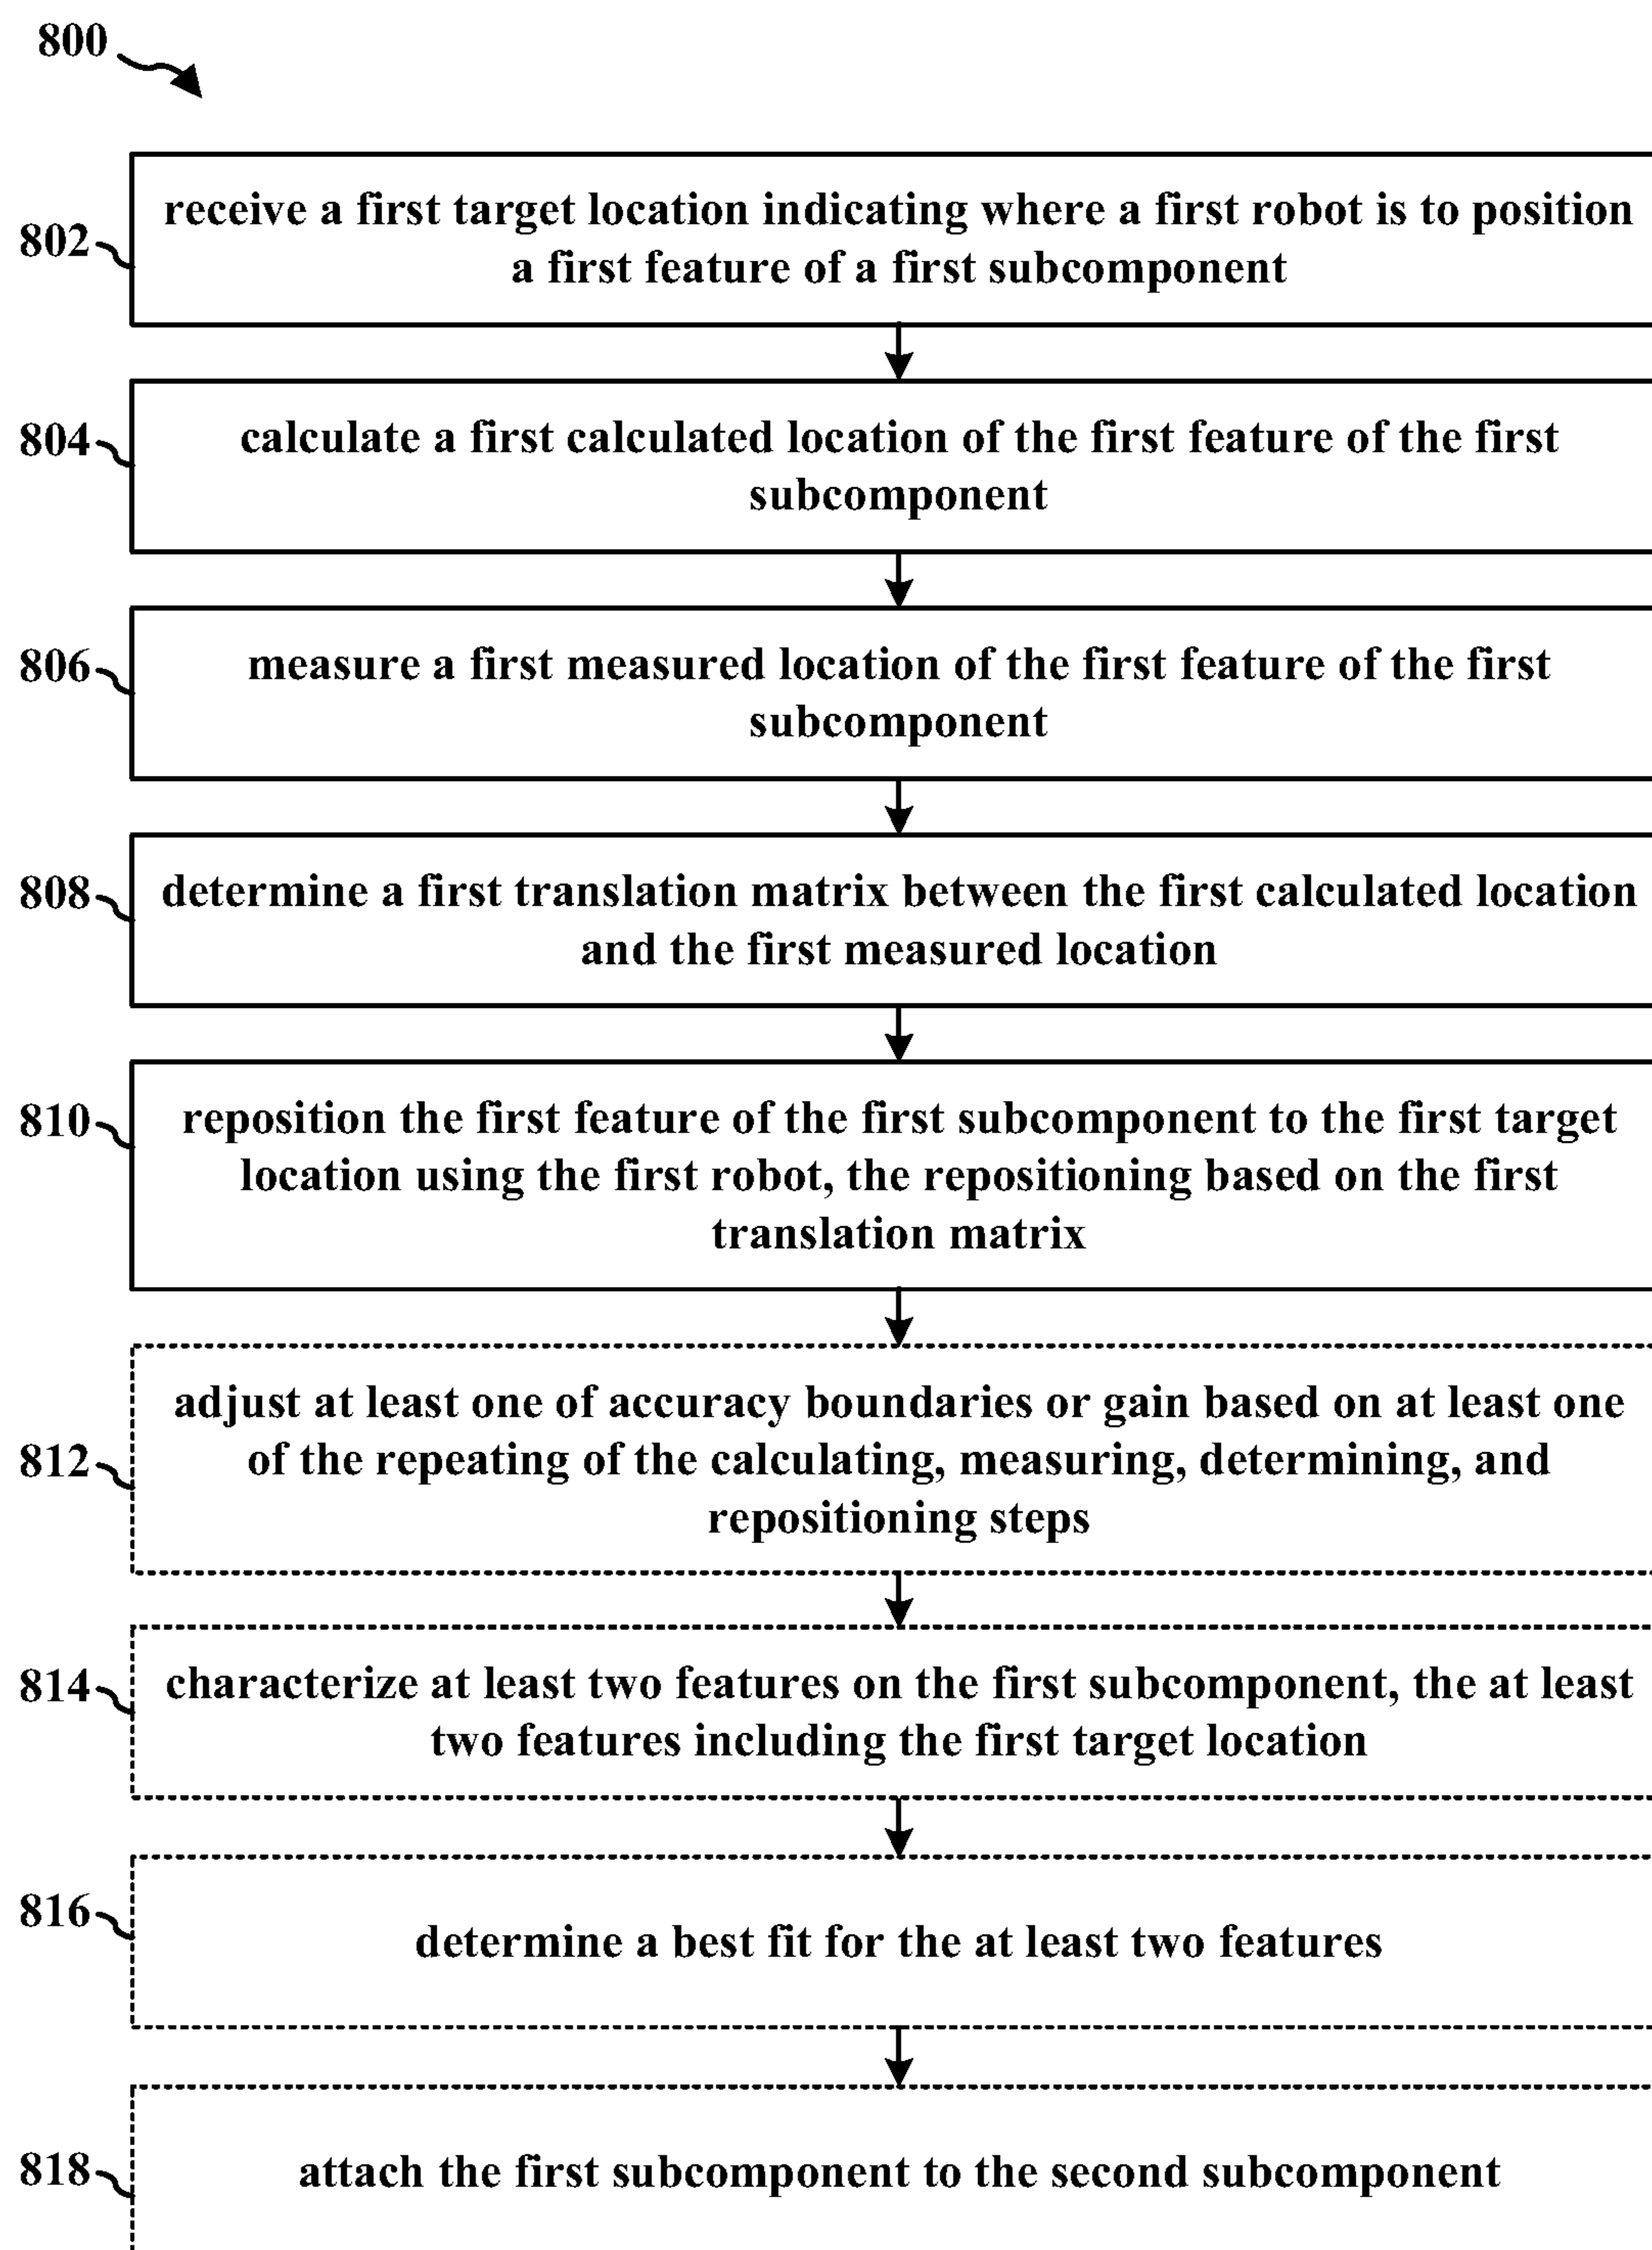 800
802
receive a first target location indicating where a first robot is to position
a first feature of a first subcomponent
804
calculate a first calculated location of the first feature of the first
subcomponent
806
measure a first measured location of the first feature of the first
subcomponent
808
determine a first translation matrix between the first calculated location
and the first measured location
810
reposition the first feature of the first subcomponent to the first target
location using the first robot, the repositioning based on the first
translation matrix
812
adjust at least one of accuracy boundaries or gain based on at least one
of the repeating of the calculating, measuring, determining, and
repositioning steps
814
characterize at least two features on the first subcomponent, the at least
two features including the first target location
816
determine a best fit for the at least two features
818
attach the first subcomponent to the second subcomponent